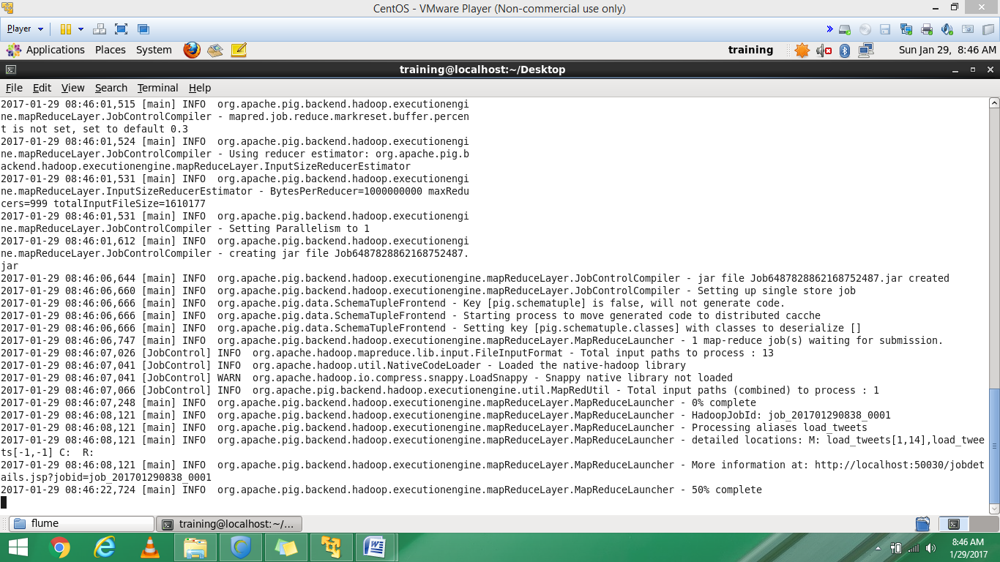 CentOS - VMware Player (Non-commercial use only)
Player
Applications Places System training Sun Jan 29, 8:46 AM
training@localhost:~/Desktop
File Edit View Search Terminal Help
2017-01-29 08:46:01,515 [main] INFO  org.apache.pig.backend.hadoop.executionengi
ne.mapReduceLayer.JobControlCompiler - mapred.job.reduce.markreset.buffer.percen
t is not set, set to default 0.3
2017-01-29 08:46:01,524 [main] INFO  org.apache.pig.backend.hadoop.executionengi
ne.mapReduceLayer.JobControlCompiler - Using reducer estimator: org.apache.pig.b
ackend.hadoop.executionengine.mapReduceLayer.InputSizeReducerEstimator
2017-01-29 08:46:01,531 [main] INFO  org.apache.pig.backend.hadoop.executionengi
ne.mapReduceLayer.InputSizeReducerEstimator - BytesPerReducer=1000000000 maxRedu
cers=999 totalInputFileSize=1610177
2017-01-29 08:46:01,531 [main] INFO  org.apache.pig.backend.hadoop.executionengi
ne.mapReduceLayer.JobControlCompiler - Setting Parallelism to 1
2017-01-29 08:46:01,612 [main] INFO  org.apache.pig.backend.hadoop.executionengi
ne.mapReduceLayer.JobControlCompiler - creating jar file Job6487828862168752487.
jar
2017-01-29 08:46:06,644 [main] INFO  org.apache.pig.backend.hadoop.executionengine.mapReduceLayer.JobControlCompiler - jar file Job6487828862168752487.jar created
2017-01-29 08:46:06,660 [main] INFO  org.apache.pig.backend.hadoop.executionengine.mapReduceLayer.JobControlCompiler - Setting up single store job
2017-01-29 08:46:06,666 [main] INFO  org.apache.pig.data.SchemaTupleFrontend - Key [pig.schematuple] is false, will not generate code.
2017-01-29 08:46:06,666 [main] INFO  org.apache.pig.data.SchemaTupleFrontend - Starting process to move generated code to distributed cacche
2017-01-29 08:46:06,666 [main] INFO  org.apache.pig.data.SchemaTupleFrontend - Setting key [pig.schematuple.classes] with classes to deserialize []
2017-01-29 08:46:06,747 [main] INFO  org.apache.pig.backend.hadoop.executionengine.mapReduceLayer.MapReduceLauncher - 1 map-reduce job(s) waiting for submission.
2017-01-29 08:46:07,026 [JobControl] INFO  org.apache.hadoop.mapreduce.lib.input.FileInputFormat - Total input paths to process : 13
2017-01-29 08:46:07,041 [JobControl] INFO  org.apache.hadoop.util.NativeCodeLoader - Loaded the native-hadoop library
2017-01-29 08:46:07,041 [JobControl] WARN  org.apache.hadoop.io.compress.snappy.LoadSnappy - Snappy native library not loaded
2017-01-29 08:46:07,066 [JobControl] INFO  org.apache.pig.backend.hadoop.executionengine.util.MapRedUtil - Total input paths (combined) to process : 1
2017-01-29 08:46:07,248 [main] INFO  org.apache.pig.backend.hadoop.executionengine.mapReduceLayer.MapReduceLauncher - 0% complete
2017-01-29 08:46:08,121 [main] INFO  org.apache.pig.backend.hadoop.executionengine.mapReduceLayer.MapReduceLauncher - HadoopJobId: job_201701290838_0001
2017-01-29 08:46:08,121 [main] INFO  org.apache.pig.backend.hadoop.executionengine.mapReduceLayer.MapReduceLauncher - Processing aliases load_tweets
2017-01-29 08:46:08,121 [main] INFO  org.apache.pig.backend.hadoop.executionengine.mapReduceLayer.MapReduceLauncher - detailed locations: M: load_tweets[1,14],load_twee
ts[-1,-1] C:  R:
2017-01-29 08:46:08,121 [main] INFO  org.apache.pig.backend.hadoop.executionengine.mapReduceLayer.MapReduceLauncher - More information at: http://localhost:50030/jobdet
ails.jsp?jobid=job_201701290838_0001
2017-01-29 08:46:22,724 [main] INFO  org.apache.pig.backend.hadoop.executionengine.mapReduceLayer.MapReduceLauncher - 50% complete
flume training@localhost:~/...
8:46 AM
1/29/2017